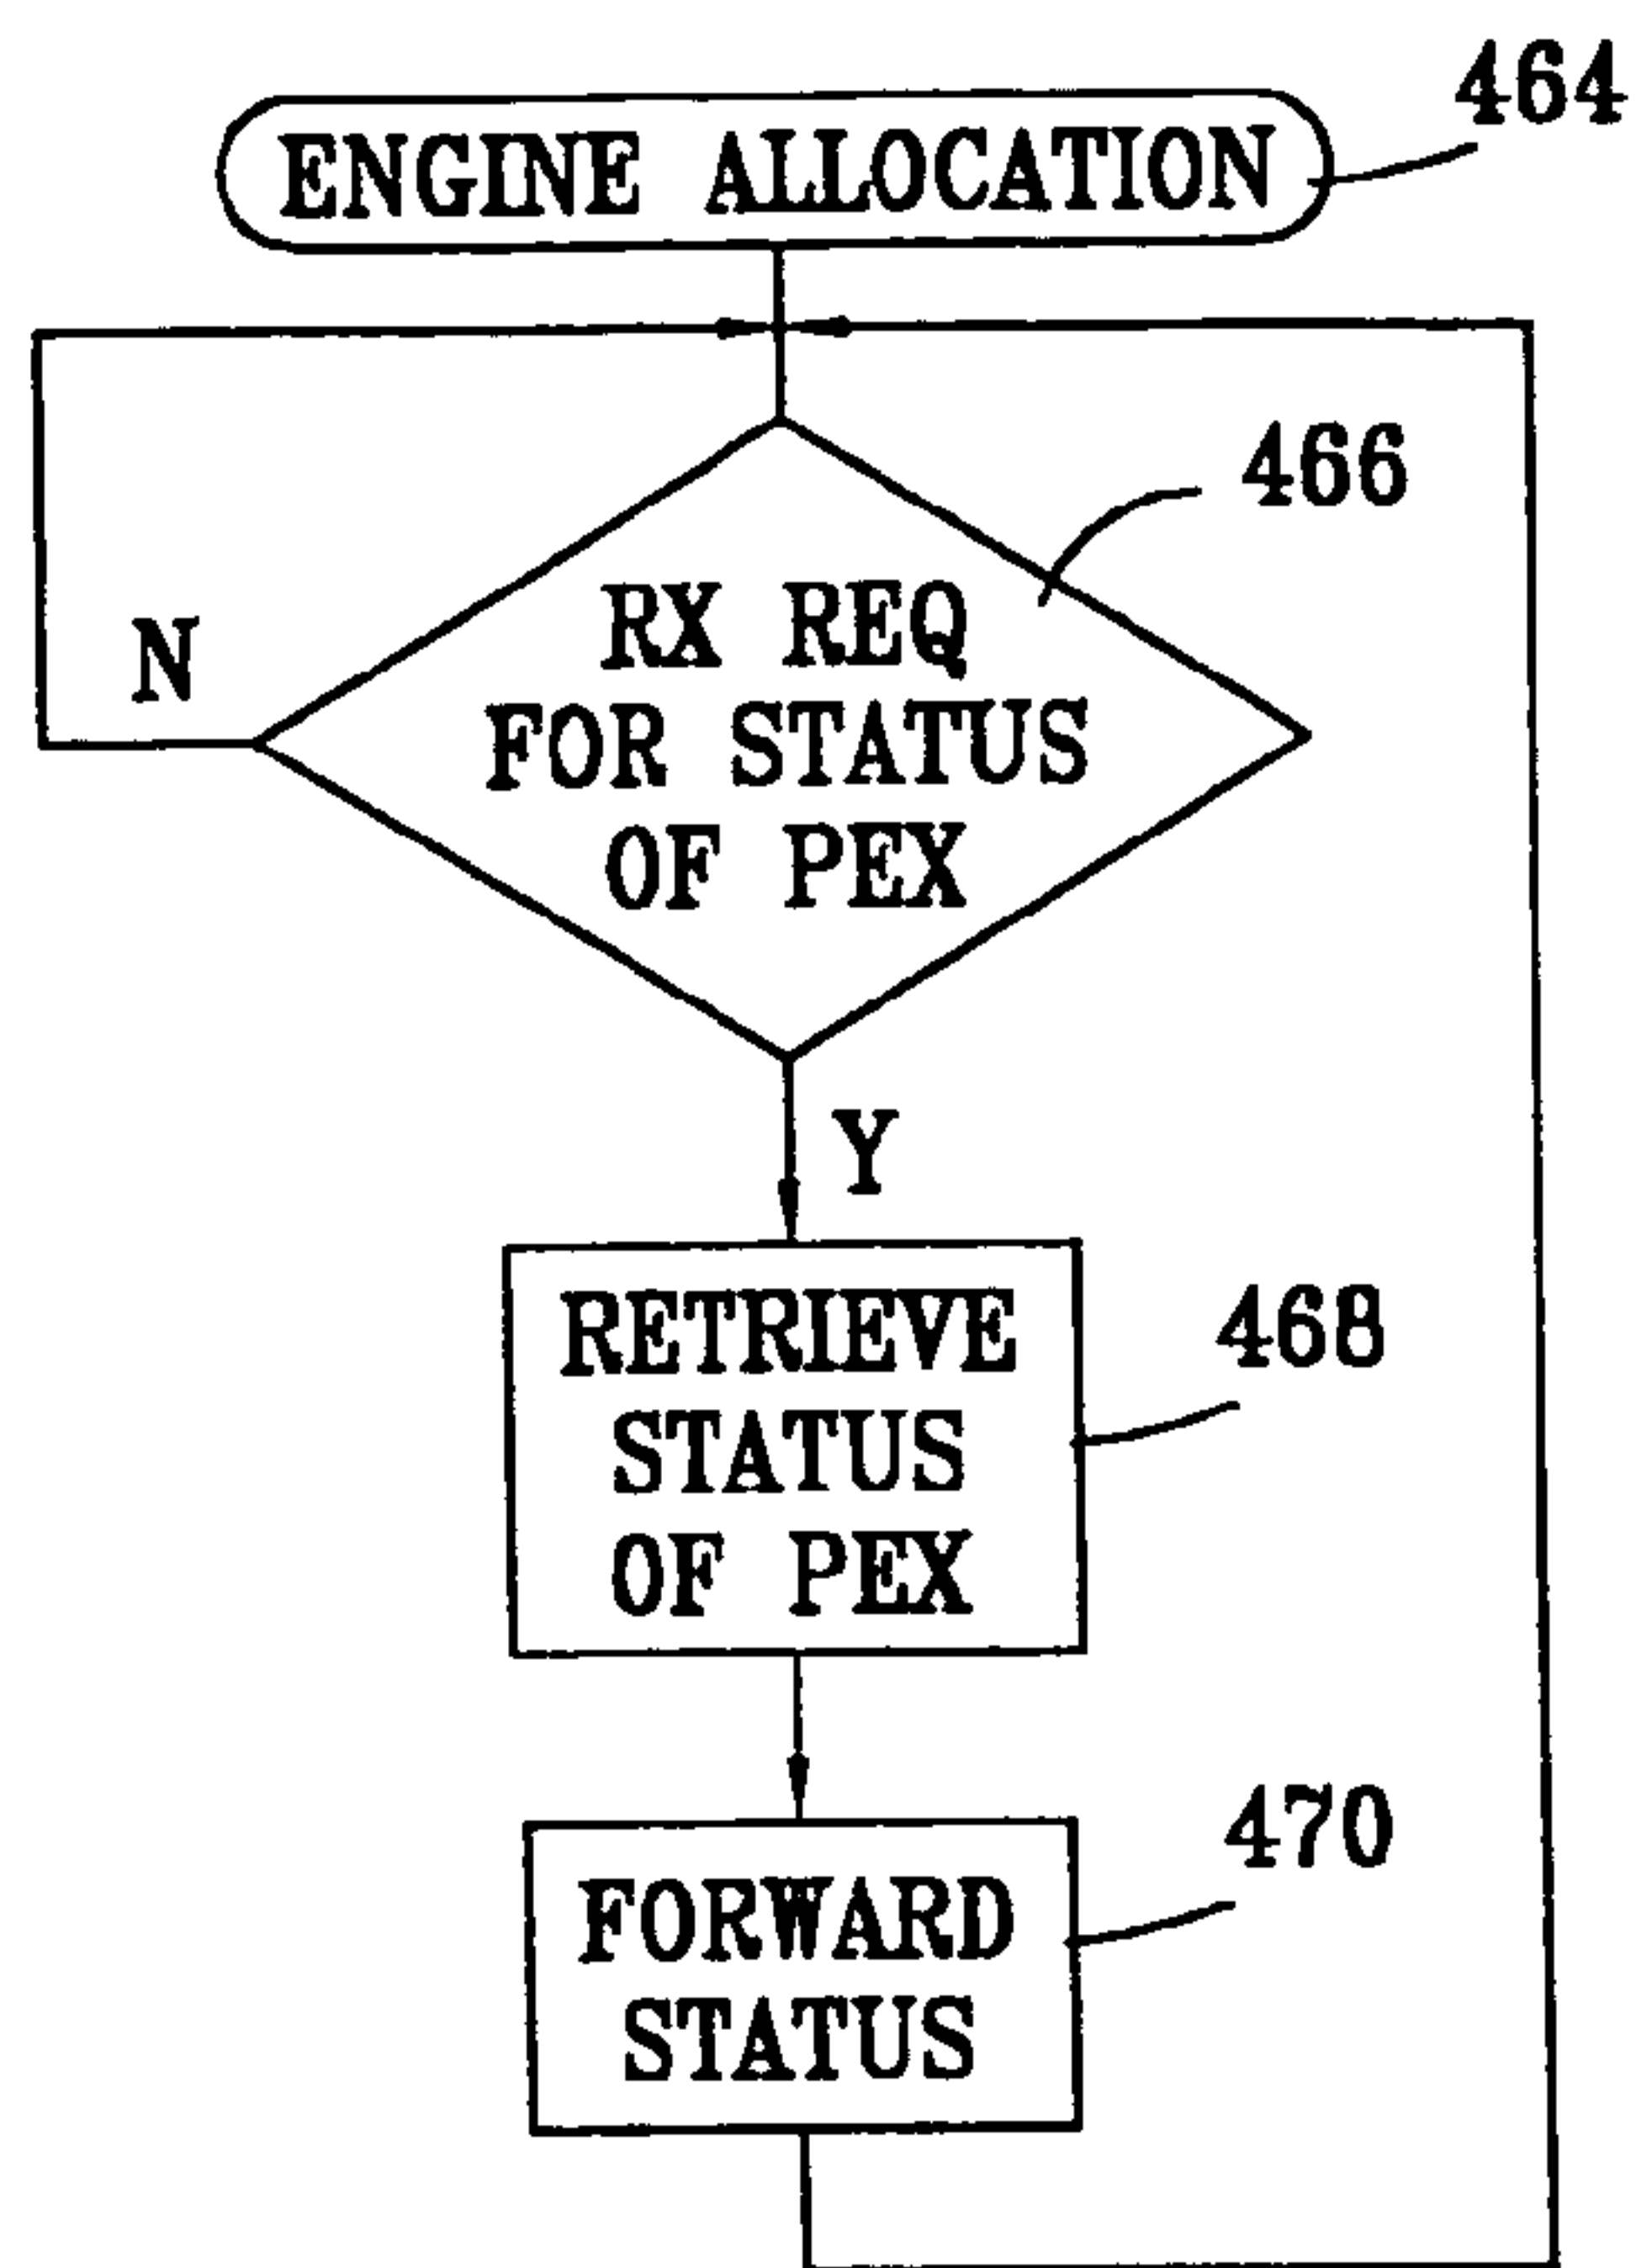 464
ENGINE ALLOCATION
466
RX REQ
FOR STATUS
OF PEX
N
Y
RETRIEVE
STATUS
OF PEX
468
FORWARD
STATUS
470